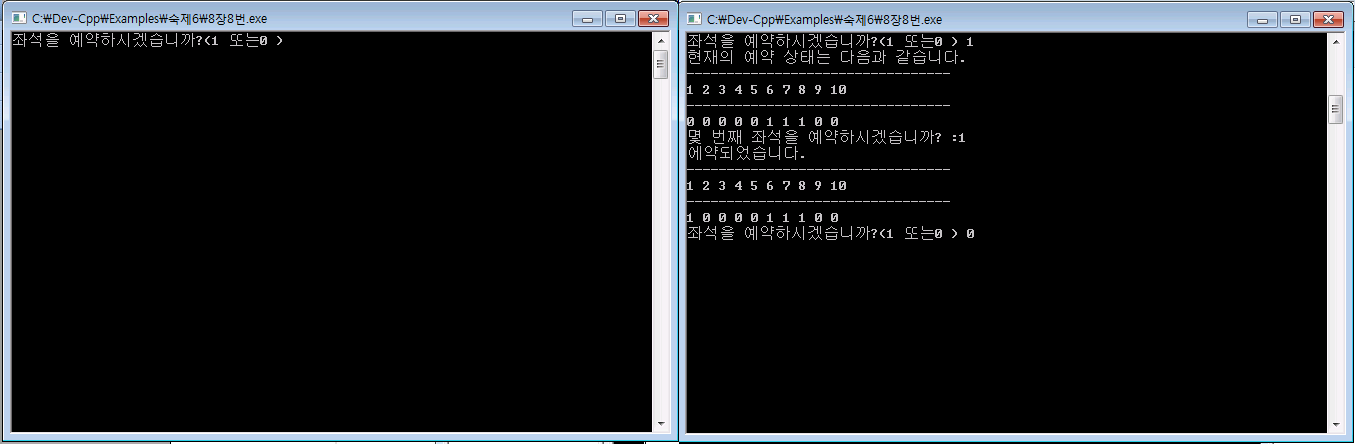 C:₩Dev-Cpp₩Examples₩숙제6₩8장8번.exe
좌석을 예약하시겠습니까?(1 또는0 )
C:₩Dev-Cpp₩Examples₩숙제6₩8장8번.exe
좌석을 예약하시겠습니까?(1 또는0 ) 1
현재의 예약 상태는 다음과 같습니다.
---------------------------------
1 2 3 4 5 6 7 8 9 10
---------------------------------
0 0 0 0 0 1 1 1 0 0
몇 번째 좌석을 예약하시겠습니까? :1
에약되었습니다.
---------------------------------
1 2 3 4 5 6 7 8 9 10
---------------------------------
1 0 0 0 0 1 1 1 0 0
좌석을 예약하시겠습니까?(1 또는0 ) 0